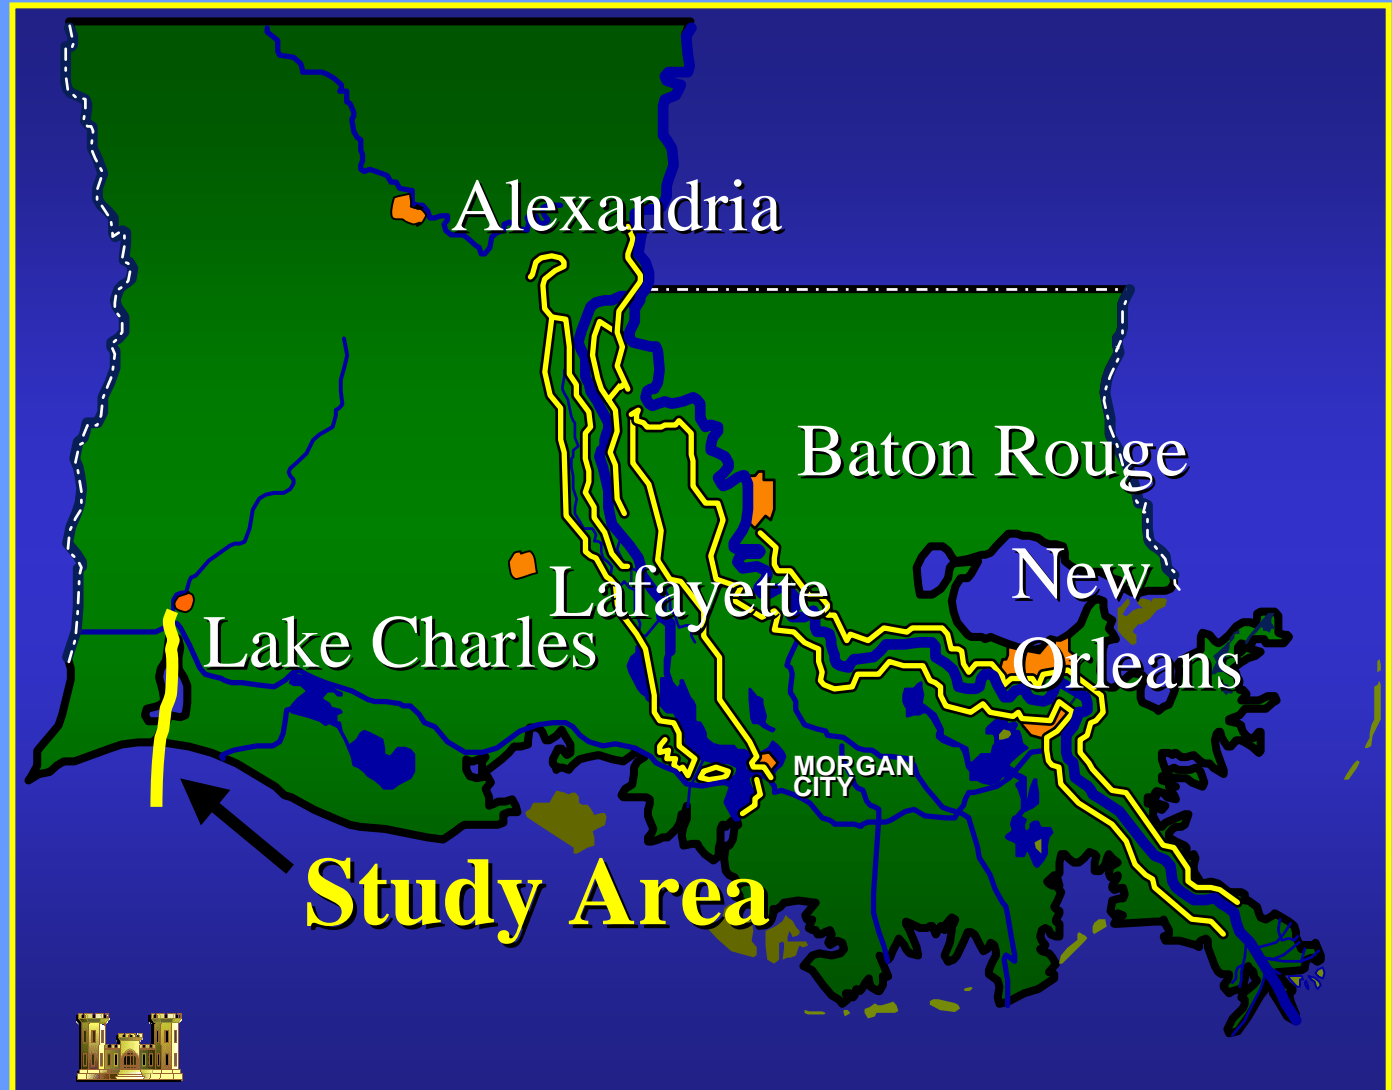 Alexandria
Baton Rouge
New
Orleans
Lafayette
Lake Charles
MORGAN
CITY
Study Area